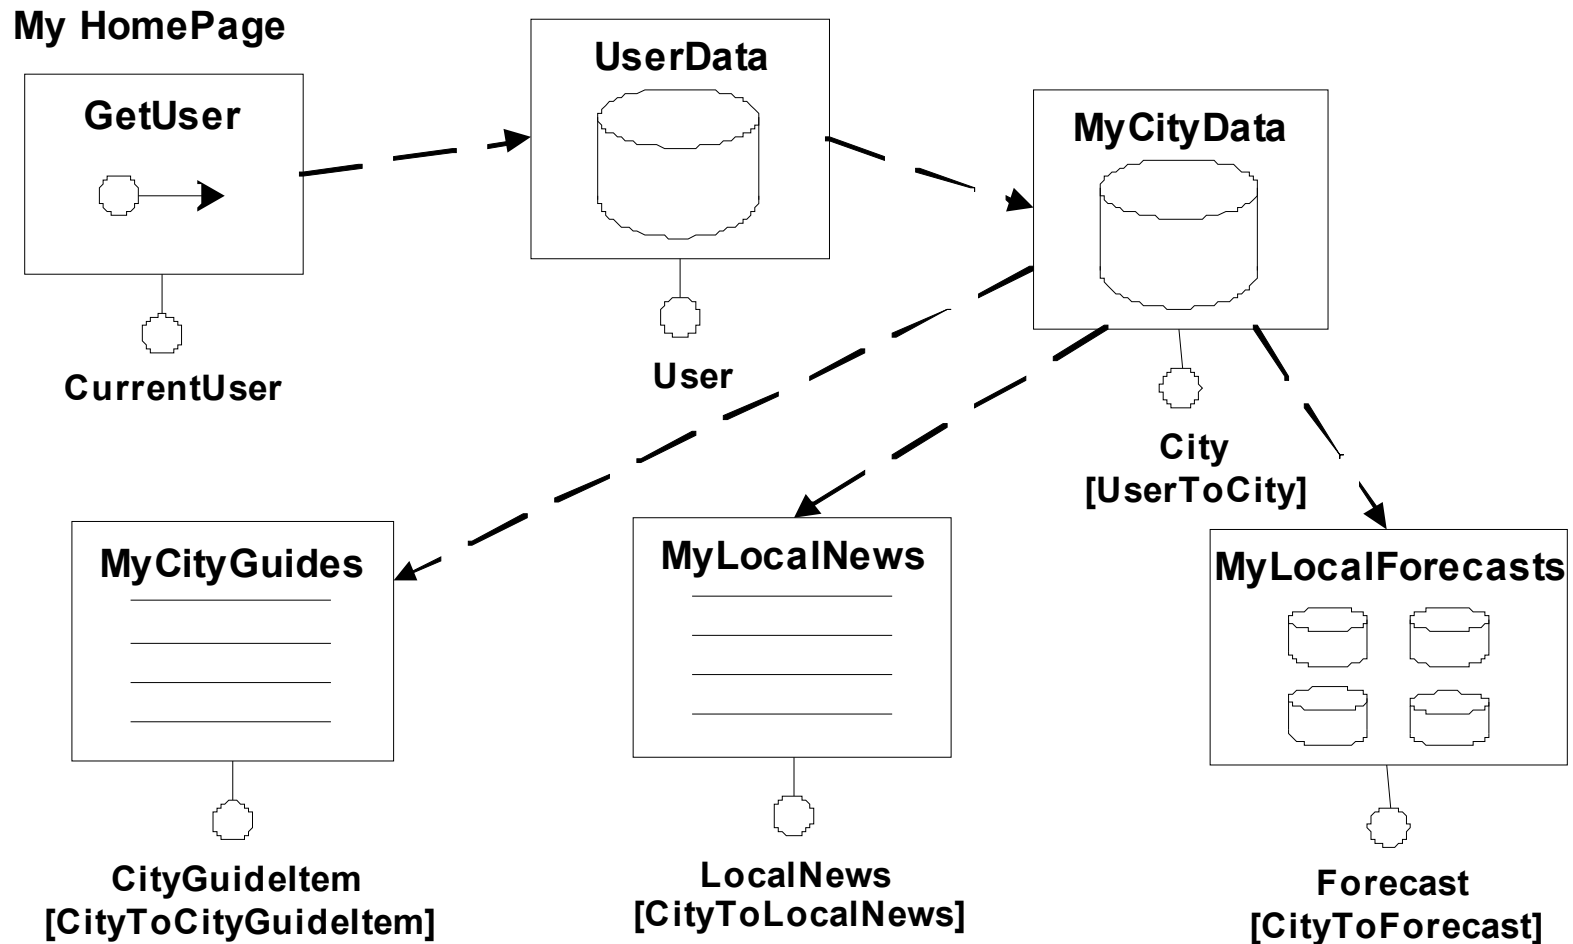 My HomePage
GetUser
CurrentUser
UserData
User
MyCityData
City
[UserToCity]
MyCityGuides
CityGuideItem
[CityToCityGuideItem]
MyLocalNews
LocalNews
[CityToLocalNews]
MyLocalForecasts
Forecast
[CityToForecast]